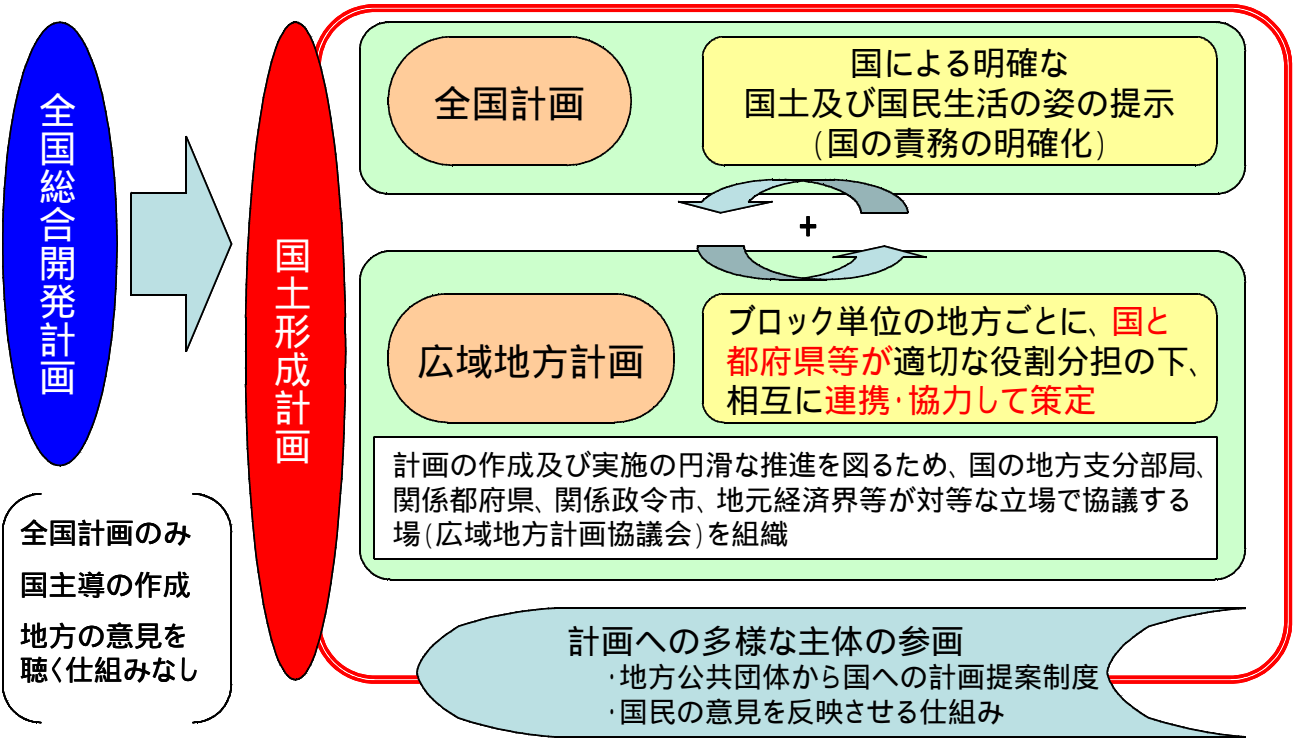 全国総合開発計画
全国計画のみ
国主導の作成
地方の意見を
聴く仕組みなし
国土形成計画
全国計画
国による明確な
国土及び国民生活の姿の提示
(国の責務の明確化)
+
広域地方計画
ブロック単位の地方ごとに、国と
都府県等が適切な役割分担の下、
相互に連携・協力して策定
計画の作成及び実施の円滑な推進を図るため、国の地方支分部局、
関係都府県、関係政令市、地元経済界等が対等な立場で協議する
場(広域地方計画協議会)を組織
計画への多様な主体の参画
・地方公共団体から国への計画提案制度
・国民の意見を反映させる仕組み